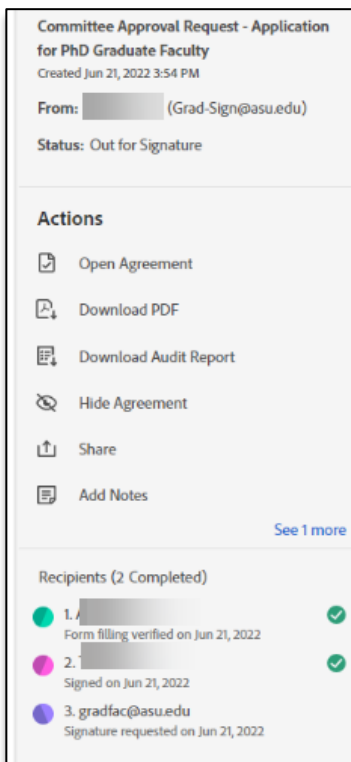 Committee Approval Request - Application
for PhD Graduate Faculty
Created Jun 21, 2022 3:54 PM
From: (Grad-Sign@asu.edu)
Status: Out for Signature
Actions
Open Agreement
Download PDF
Download Audit Report
Hide Agreement
Share
Add Notes
See 1 more
Recipients (2 Completed)
1.
Form filling verified on Jun 21, 2022
2.
Signed on Jun 21, 2022
3. gradfac@asu.edu
Signature requested on Jun 21, 2022